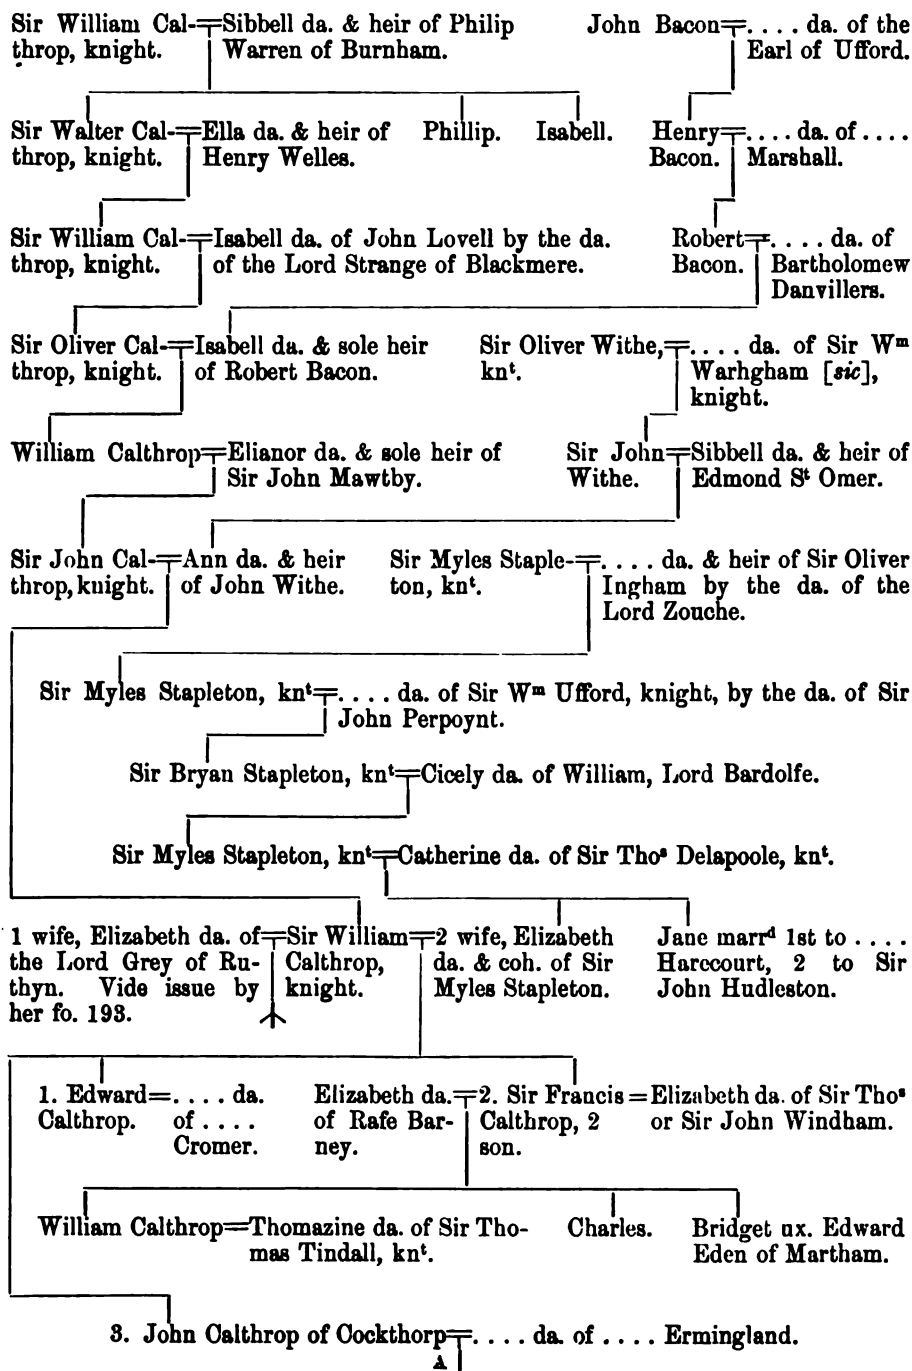 Sir William Cal-=Sibbell da. & heir of Philip John Bacon=. . . . da. of the
throp, knight. Warren of Burnham. Earl of Ufford.
Sir Walter Cal-=Ella da. & heir of Phillip. Isabell. Henry=. . . . da. of . . . .
throp, knight. Henry Welles. Bacon. Marshall.
Sir William Cal-=Isabell da. of John Lovell by the da. Robert=. . . . da. of
throp, knight. of the Lord Strange of Blackmere. Bacon. Bartholomew
Danvillers.
Sir Oliver Cal-=Isabell da. & sole heir Sir Oliver Withe,=. . . . da. of Sir Wᵐ
throp, knight. of Robert Bacon. knᵗ. Warhgham [sic],
knight.
William Calthrop=Elianor da. & sole heir of Sir John=Sibbell da. & heir of
Sir John Mawtby. Withe. Edmond Sᵗ Omer.
Sir John Cal-=Ann da. & heir Sir Myles Staple-=. . . . da. & heir of Sir Oliver
throp, knight. of John Withe. ton, knᵗ. Ingham by the da. of the
Lord Zouche.
Sir Myles Stapleton, knᵗ=. . . . da. of Sir Wᵐ Ufford, knight, by the da. of Sir
John Perpoynt.
Sir Bryan Stapleton, knᵗ=Cicely da. of William, Lord Bardolfe.
Sir Myles Stapleton, knᵗ=Catherine da. of Sir Thoˢ Delapoole, knᵗ.
1 wife, Elizabeth da. of=Sir William=2 wife, Elizabeth Jane marrᵈ 1st to . . . .
the Lord Grey of Ru- Calthrop, da. & coh. of Sir Harecourt, 2 to Sir
thyn. Vide issue by knight. Myles Stapleton. John Hudleston.
her fo. 193.
1. Edward=. . . . da. Elizabeth da.=2. Sir Francis=Elizabeth da. of Sir Thoˢ
Calthrop. of . . . . of Rafe Bar- Calthrop, 2 or Sir John Windham.
Cromer. ney. son.
William Calthrop=Thomazine da. of Sir Tho- Charles. Bridget ux. Edward
mas Tindall, knᵗ. Eden of Martham.
3. John Calthrop of Cockthorp=. . . . da. of . . . . Ermingland.
A